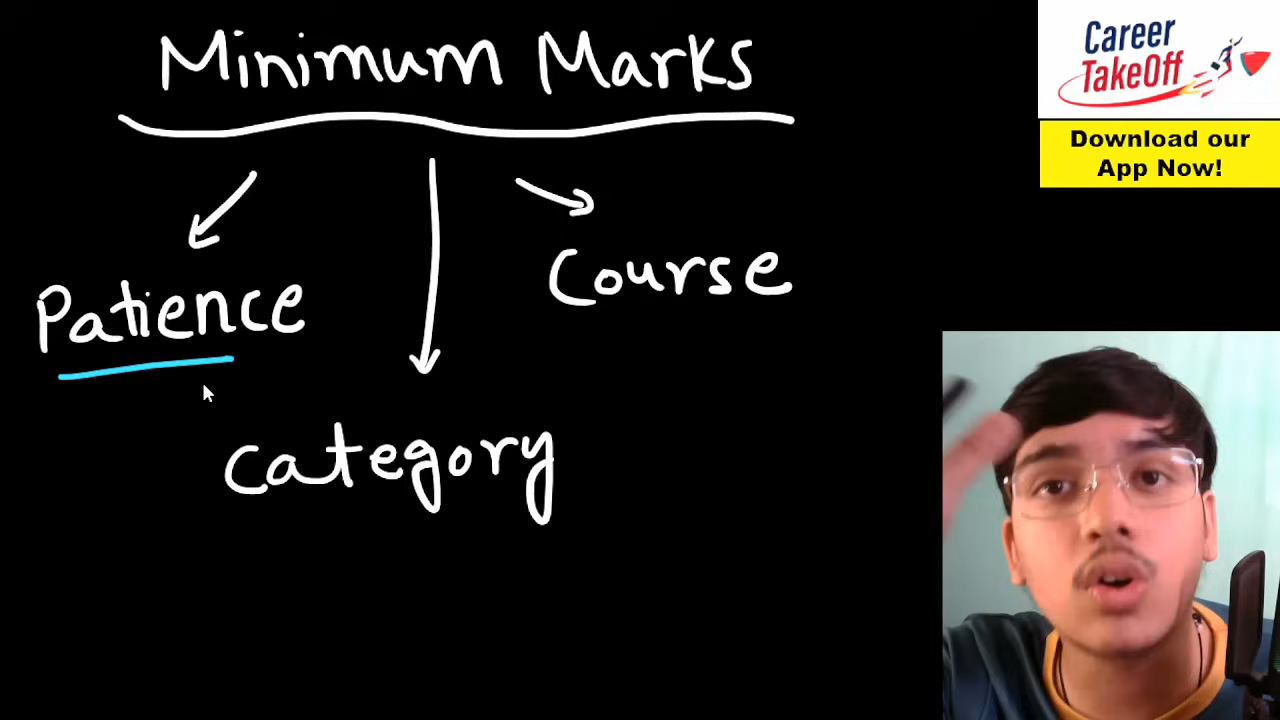 Minimum Marks
Career
TakeOff
Download our
App Now!
Patience
Course
category